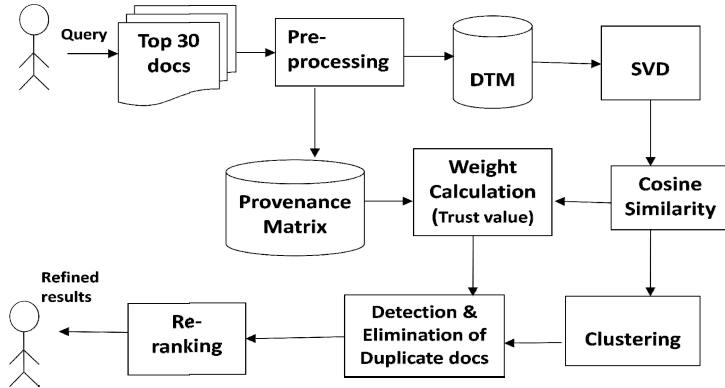 Query
Top 30
docs
Pre-
processing
DTM
SVD
Provenance
Matrix
Weight
Calculation
(Trust value)
Cosine
Similarity
Refined
results
Re-
ranking
Detection &
Elimination of
Duplicate docs
Clustering